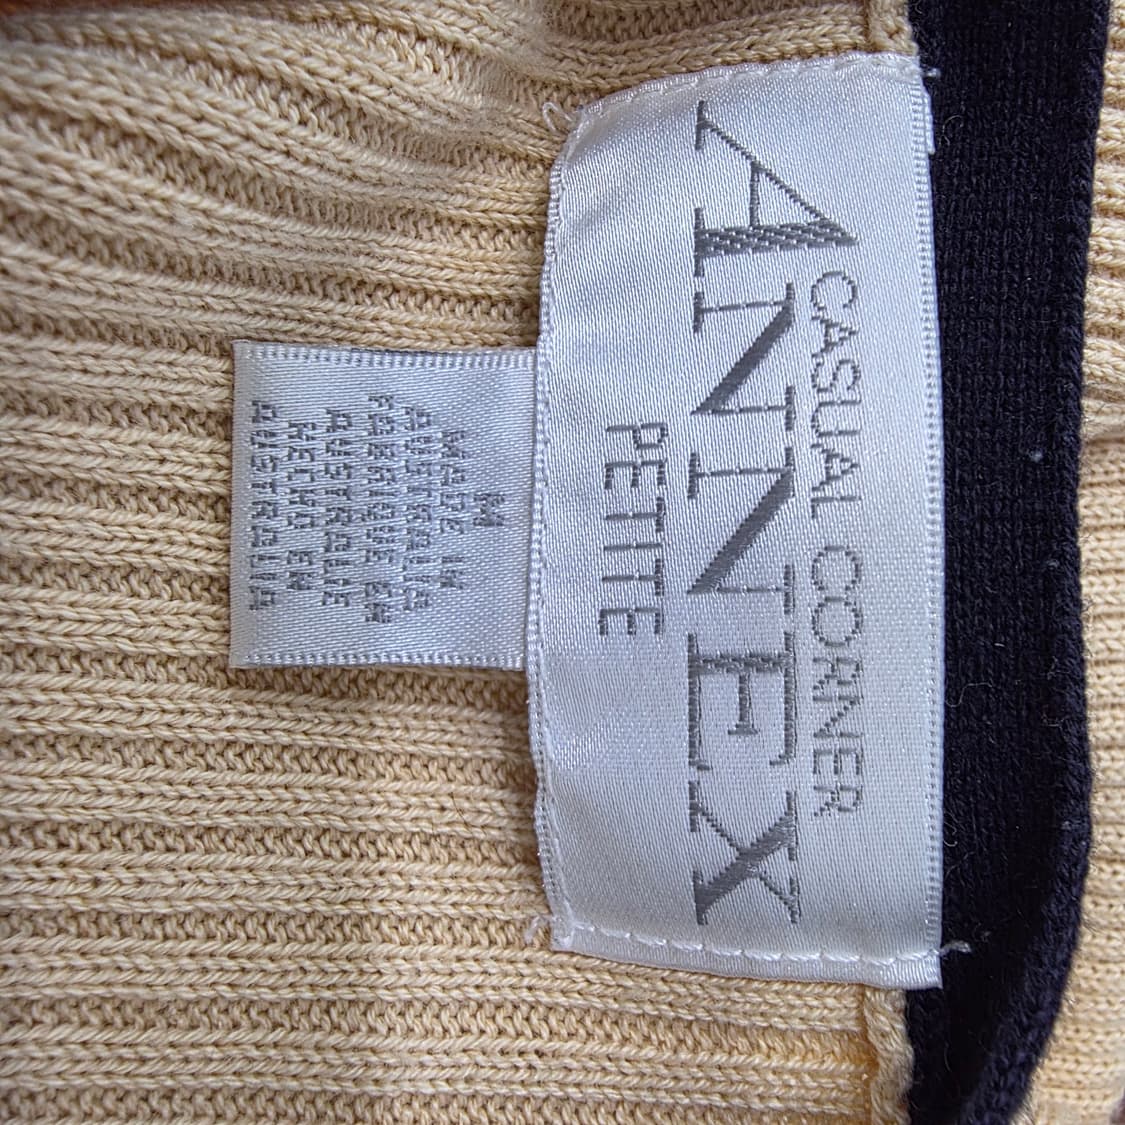 CASUAL CORNER
ANNEX
PETITE
M
MADE IN
AUSTRALIA
FABRIQUE EN
AUSTRALIE
HECHO EN
AUSTRALIA